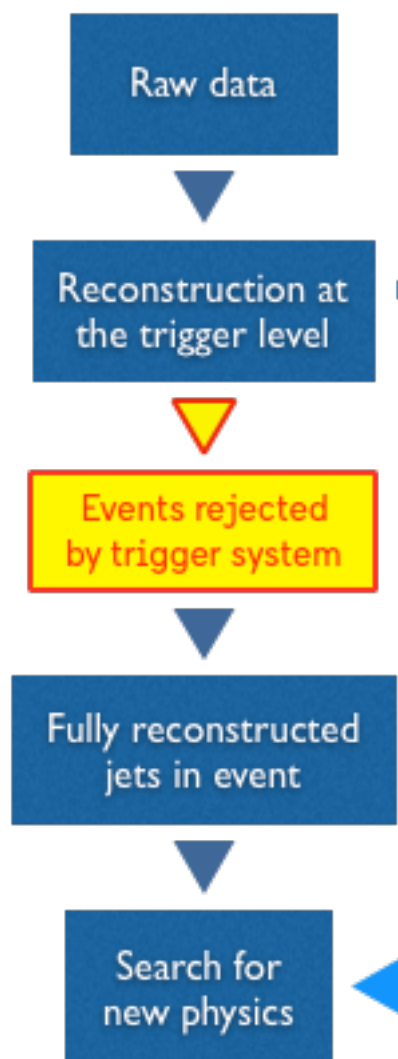 Raw data
Reconstruction at
the trigger level
Events rejected
by trigger system
Fully reconstructed
jets in event
Search for
new physics